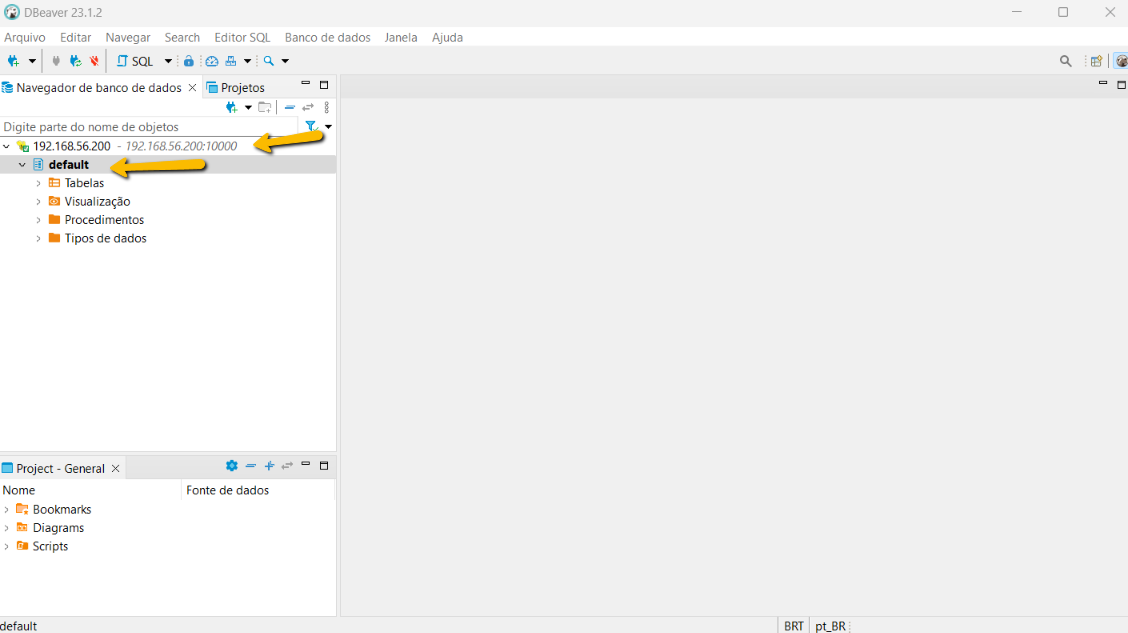 DBeaver 23.1.2
Arquivo Editar Navegar Search Editor SQL Banco de dados Janela Ajuda
SQL
Navegador de banco de dados Projetos
Digite parte do nome de objetos
192.168.56.200 - 192.168.56.200:10000
default
Tabelas
Visualização
Procedimentos
Tipos de dados
Project - General
Nome Fonte de dados
Bookmarks
Diagrams
Scripts
default BRT pt_BR